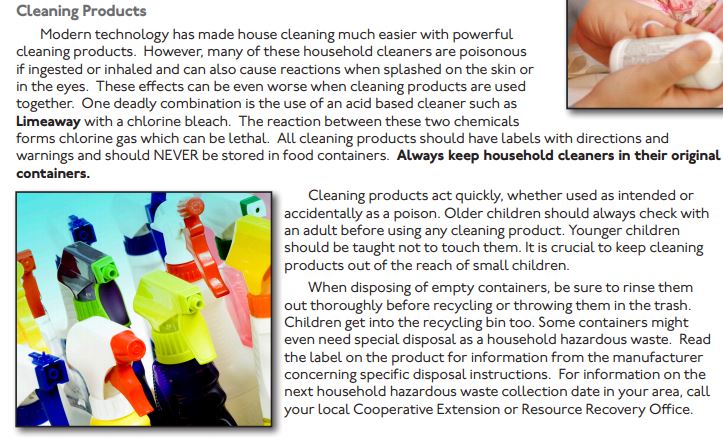 Cleaning Products
Modern technology has made house cleaning much easier with powerful
cleaning products. However, many of these household cleaners are poisonous
if ingested or inhaled and can also cause reactions when splashed on the skin or
in the eyes. These effects can be even worse when cleaning products are used
together. One deadly combination is the use of an acid based cleaner such as
Limeaway with a chlorine bleach. The reaction between these two chemicals
forms chlorine gas which can be lethal. All cleaning products should have labels with directions and
warnings and should NEVER be stored in food containers. Always keep household cleaners in their original
containers.
Cleaning products act quickly, whether used as intended or
accidentally as a poison. Older children should always check with
an adult before using any cleaning product. Younger children
should be taught not to touch them. It is crucial to keep cleaning
products out of the reach of small children.
When disposing of empty containers, be sure to rinse them
out thoroughly before recycling or throwing them in the trash.
Children get into the recycling bin too. Some containers might
even need special disposal as a household hazardous waste. Read
the label on the product for information from the manufacturer
concerning specific disposal instructions. For information on the
next household hazardous waste collection date in your area, call
your local Cooperative Extension or Resource Recovery Office.